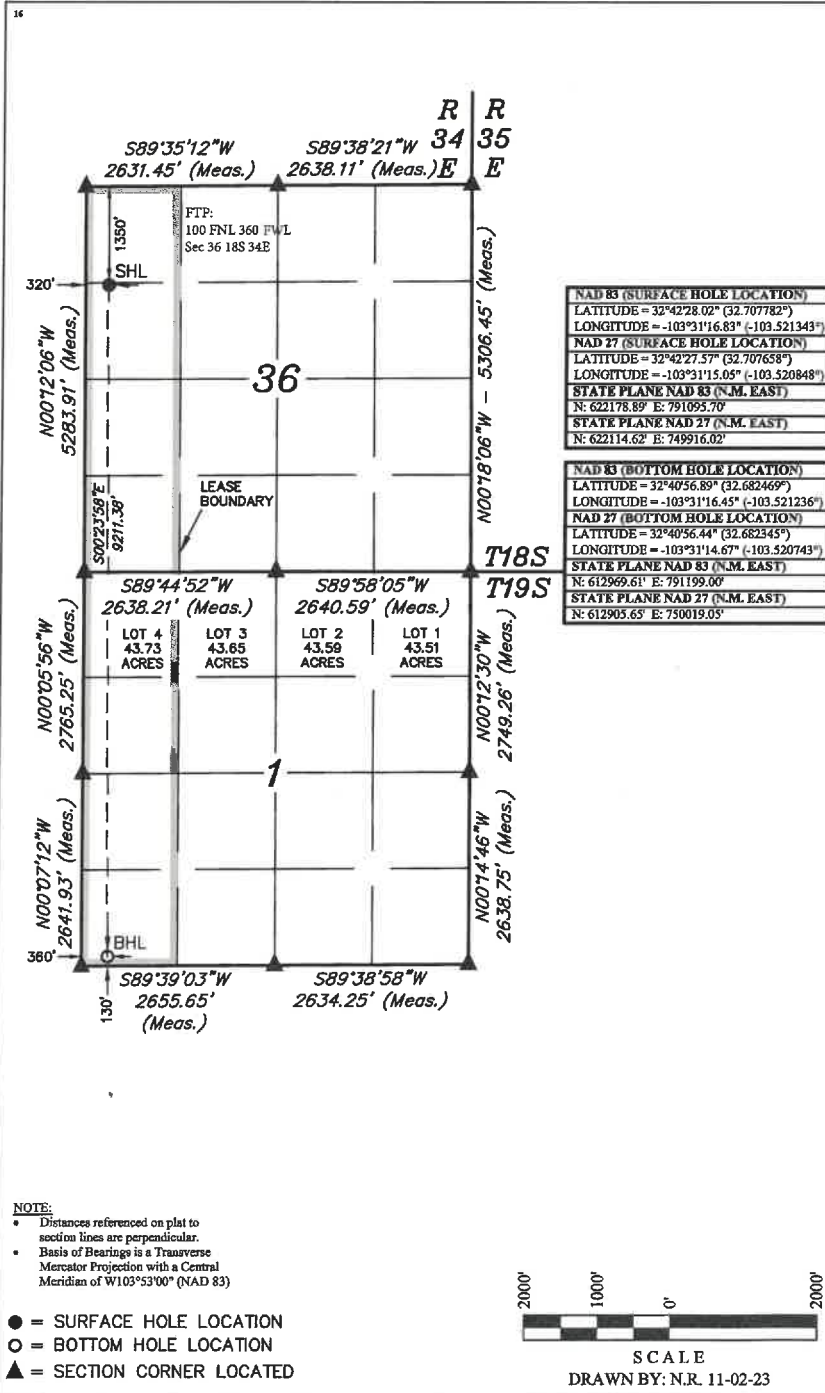 16
R R
34 35
E E
S89°35'12"W
2631.45' (Meas.)
S89°38'21"W
2638.11' (Meas.)
1350'
FTP:
100 FNL 360 FWL
Sec 36 18S 34E
320'
SHL
N00°12'06"W
5283.91' (Meas.)
36
N00°18'06"W - 5306.45' (Meas.)
S00°23'58"E
9211.38'
LEASE
BOUNDARY
T18S
T19S
S89°44'52"W
2638.21' (Meas.)
S89°58'05"W
2640.59' (Meas.)
LOT 4
43.73
ACRES
LOT 3
43.65
ACRES
LOT 2
43.59
ACRES
LOT 1
43.51
ACRES
N00°05'56"W
2765.25' (Meas.)
N00°12'30"W
2749.26' (Meas.)
1
N00°07'12"W
2641.93' (Meas.)
N00°14'46"W
2638.75' (Meas.)
360'
BHL
130'
S89°39'03"W
2655.65'
(Meas.)
S89°38'58"W
2634.25' (Meas.)
NAD 83 (SURFACE HOLE LOCATION)
LATITUDE = 32°42'28.02" (32.707782°)
LONGITUDE = -103°31'16.83" (-103.521343°)
NAD 27 (SURFACE HOLE LOCATION)
LATITUDE = 32°42'27.57" (32.707658°)
LONGITUDE = -103°31'15.05" (-103.520848°)
STATE PLANE NAD 83 (N.M. EAST)
N: 622178.89' E: 791095.70'
STATE PLANE NAD 27 (N.M. EAST)
N: 622114.62' E: 749916.02'
NAD 83 (BOTTOM HOLE LOCATION)
LATITUDE = 32°40'56.89" (32.682469°)
LONGITUDE = -103°31'16.45" (-103.521236°)
NAD 27 (BOTTOM HOLE LOCATION)
LATITUDE = 32°40'56.44" (32.682345°)
LONGITUDE = -103°31'14.67" (-103.520743°)
STATE PLANE NAD 83 (N.M. EAST)
N: 612969.61' E: 791199.00'
STATE PLANE NAD 27 (N.M. EAST)
N: 612905.65' E: 750019.05'
NOTE:
• Distances referenced on plat to
section lines are perpendicular.
• Basis of Bearings is a Transverse
Mercator Projection with a Central
Meridian of W103°53'00" (NAD 83)
● = SURFACE HOLE LOCATION
○ = BOTTOM HOLE LOCATION
▲ = SECTION CORNER LOCATED
2000' 1000' 0' 2000'
SCALE
DRAWN BY: N.R. 11-02-23